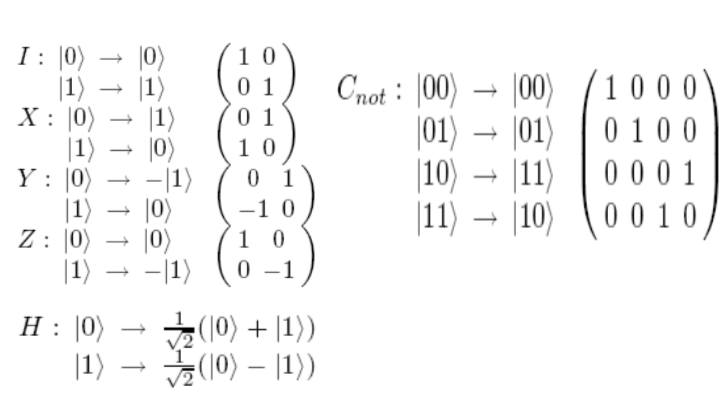 I : |0⟩ → |0⟩ ( 1 0
|1⟩ → |1⟩ 0 1 )
X : |0⟩ → |1⟩ ( 0 1
|1⟩ → |0⟩ 1 0 )
Y : |0⟩ → −|1⟩ ( 0 1
|1⟩ → |0⟩ −1 0 )
Z : |0⟩ → |0⟩ ( 1 0
|1⟩ → −|1⟩ 0 −1 )
H : |0⟩ → 1/√2(|0⟩ + |1⟩)
|1⟩ → 1/√2(|0⟩ − |1⟩)
C_not : |00⟩ → |00⟩ ( 1 0 0 0
|01⟩ → |01⟩ 0 1 0 0
|10⟩ → |11⟩ 0 0 0 1
|11⟩ → |10⟩ 0 0 1 0 )